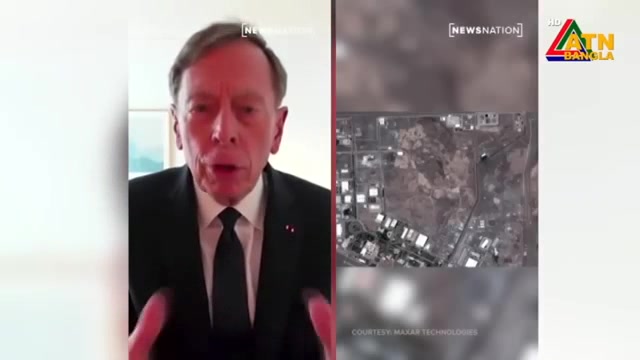 [NEWSNATION]
[NEWSNATION]
HD
ATN
BANGLA
COURTESY: MAXAR TECHNOLOGIES